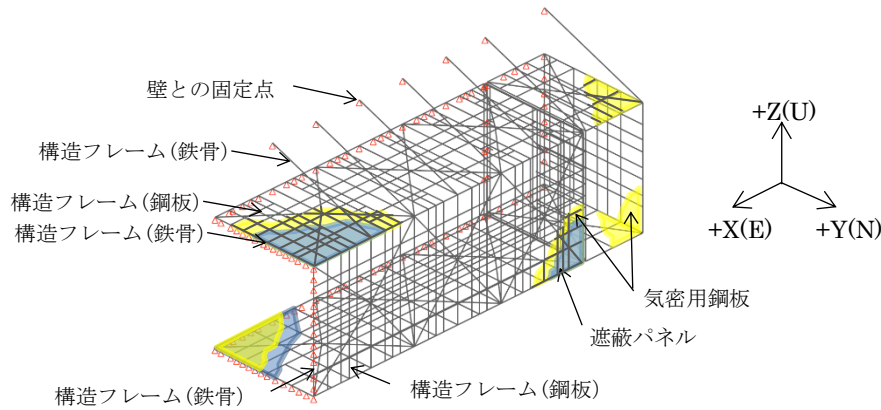 壁との固定点
+Z(U)
構造フレーム(鉄骨)
構造フレーム(鋼板)
構造フレーム(鉄骨)
+X(E)
+Y(N)
気密用鋼板
遮蔽パネル
構造フレーム(鉄骨)
構造フレーム(鋼板)